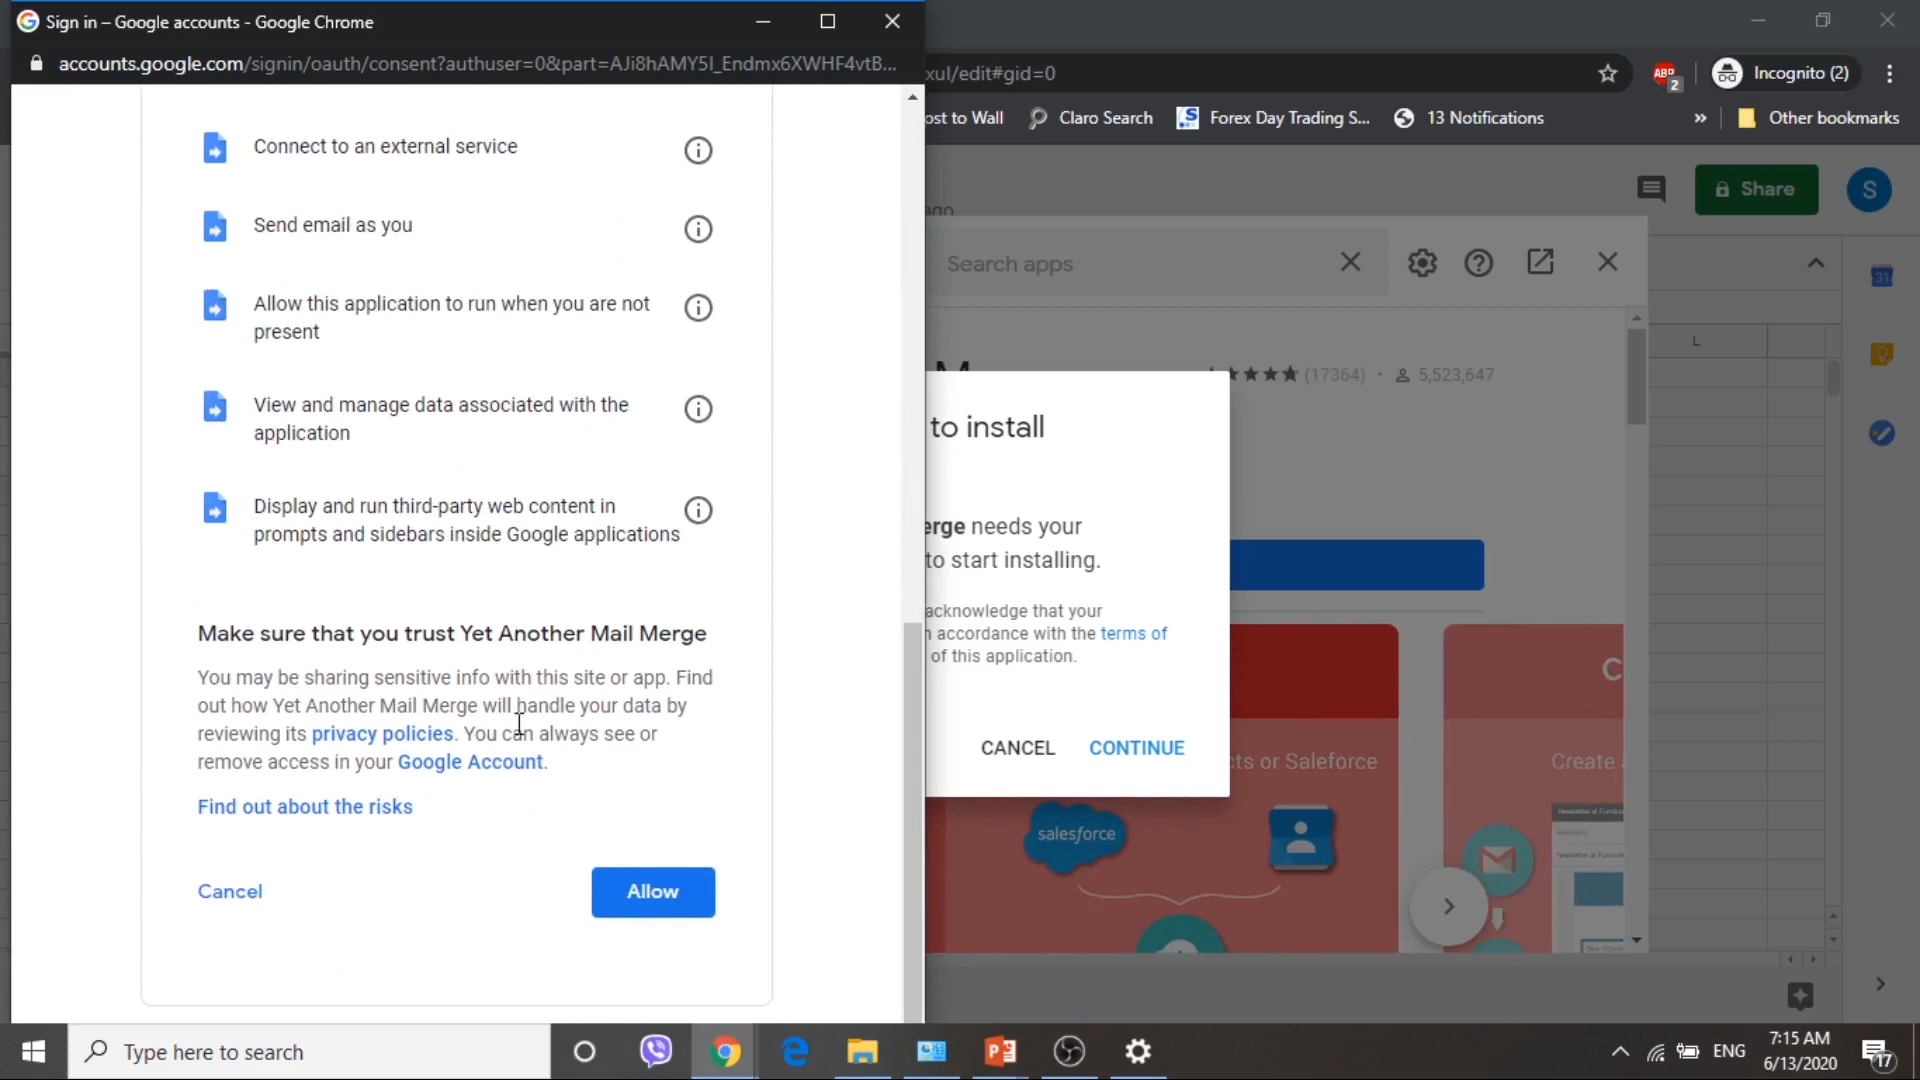 Sign in – Google accounts - Google Chrome
accounts.google.com/signin/oauth/consent?authuser=0&part=AJi8hAMY5I_Endmx6XWHF4vtB...
Connect to an external service
Send email as you
Allow this application to run when you are not
present
View and manage data associated with the
application
Display and run third-party web content in
prompts and sidebars inside Google applications
Make sure that you trust Yet Another Mail Merge
You may be sharing sensitive info with this site or app. Find
out how Yet Another Mail Merge will handle your data by
reviewing its privacy policies. You can always see or
remove access in your Google Account.
Find out about the risks
Cancel
Allow
xul/edit#gid=0
ABP
2
Incognito (2)
ost to Wall
Claro Search
Forex Day Trading S...
13 Notifications
»
Other bookmarks
ago
Share
S
Search apps
31
L
M
(17364)
5,523,647
to install
erge needs your
to start installing.
acknowledge that your
n accordance with the terms of
of this application.
CANCEL
CONTINUE
cts or Saleforce
salesforce
C
Create
Type here to search
ENG
7:15 AM
6/13/2020
17